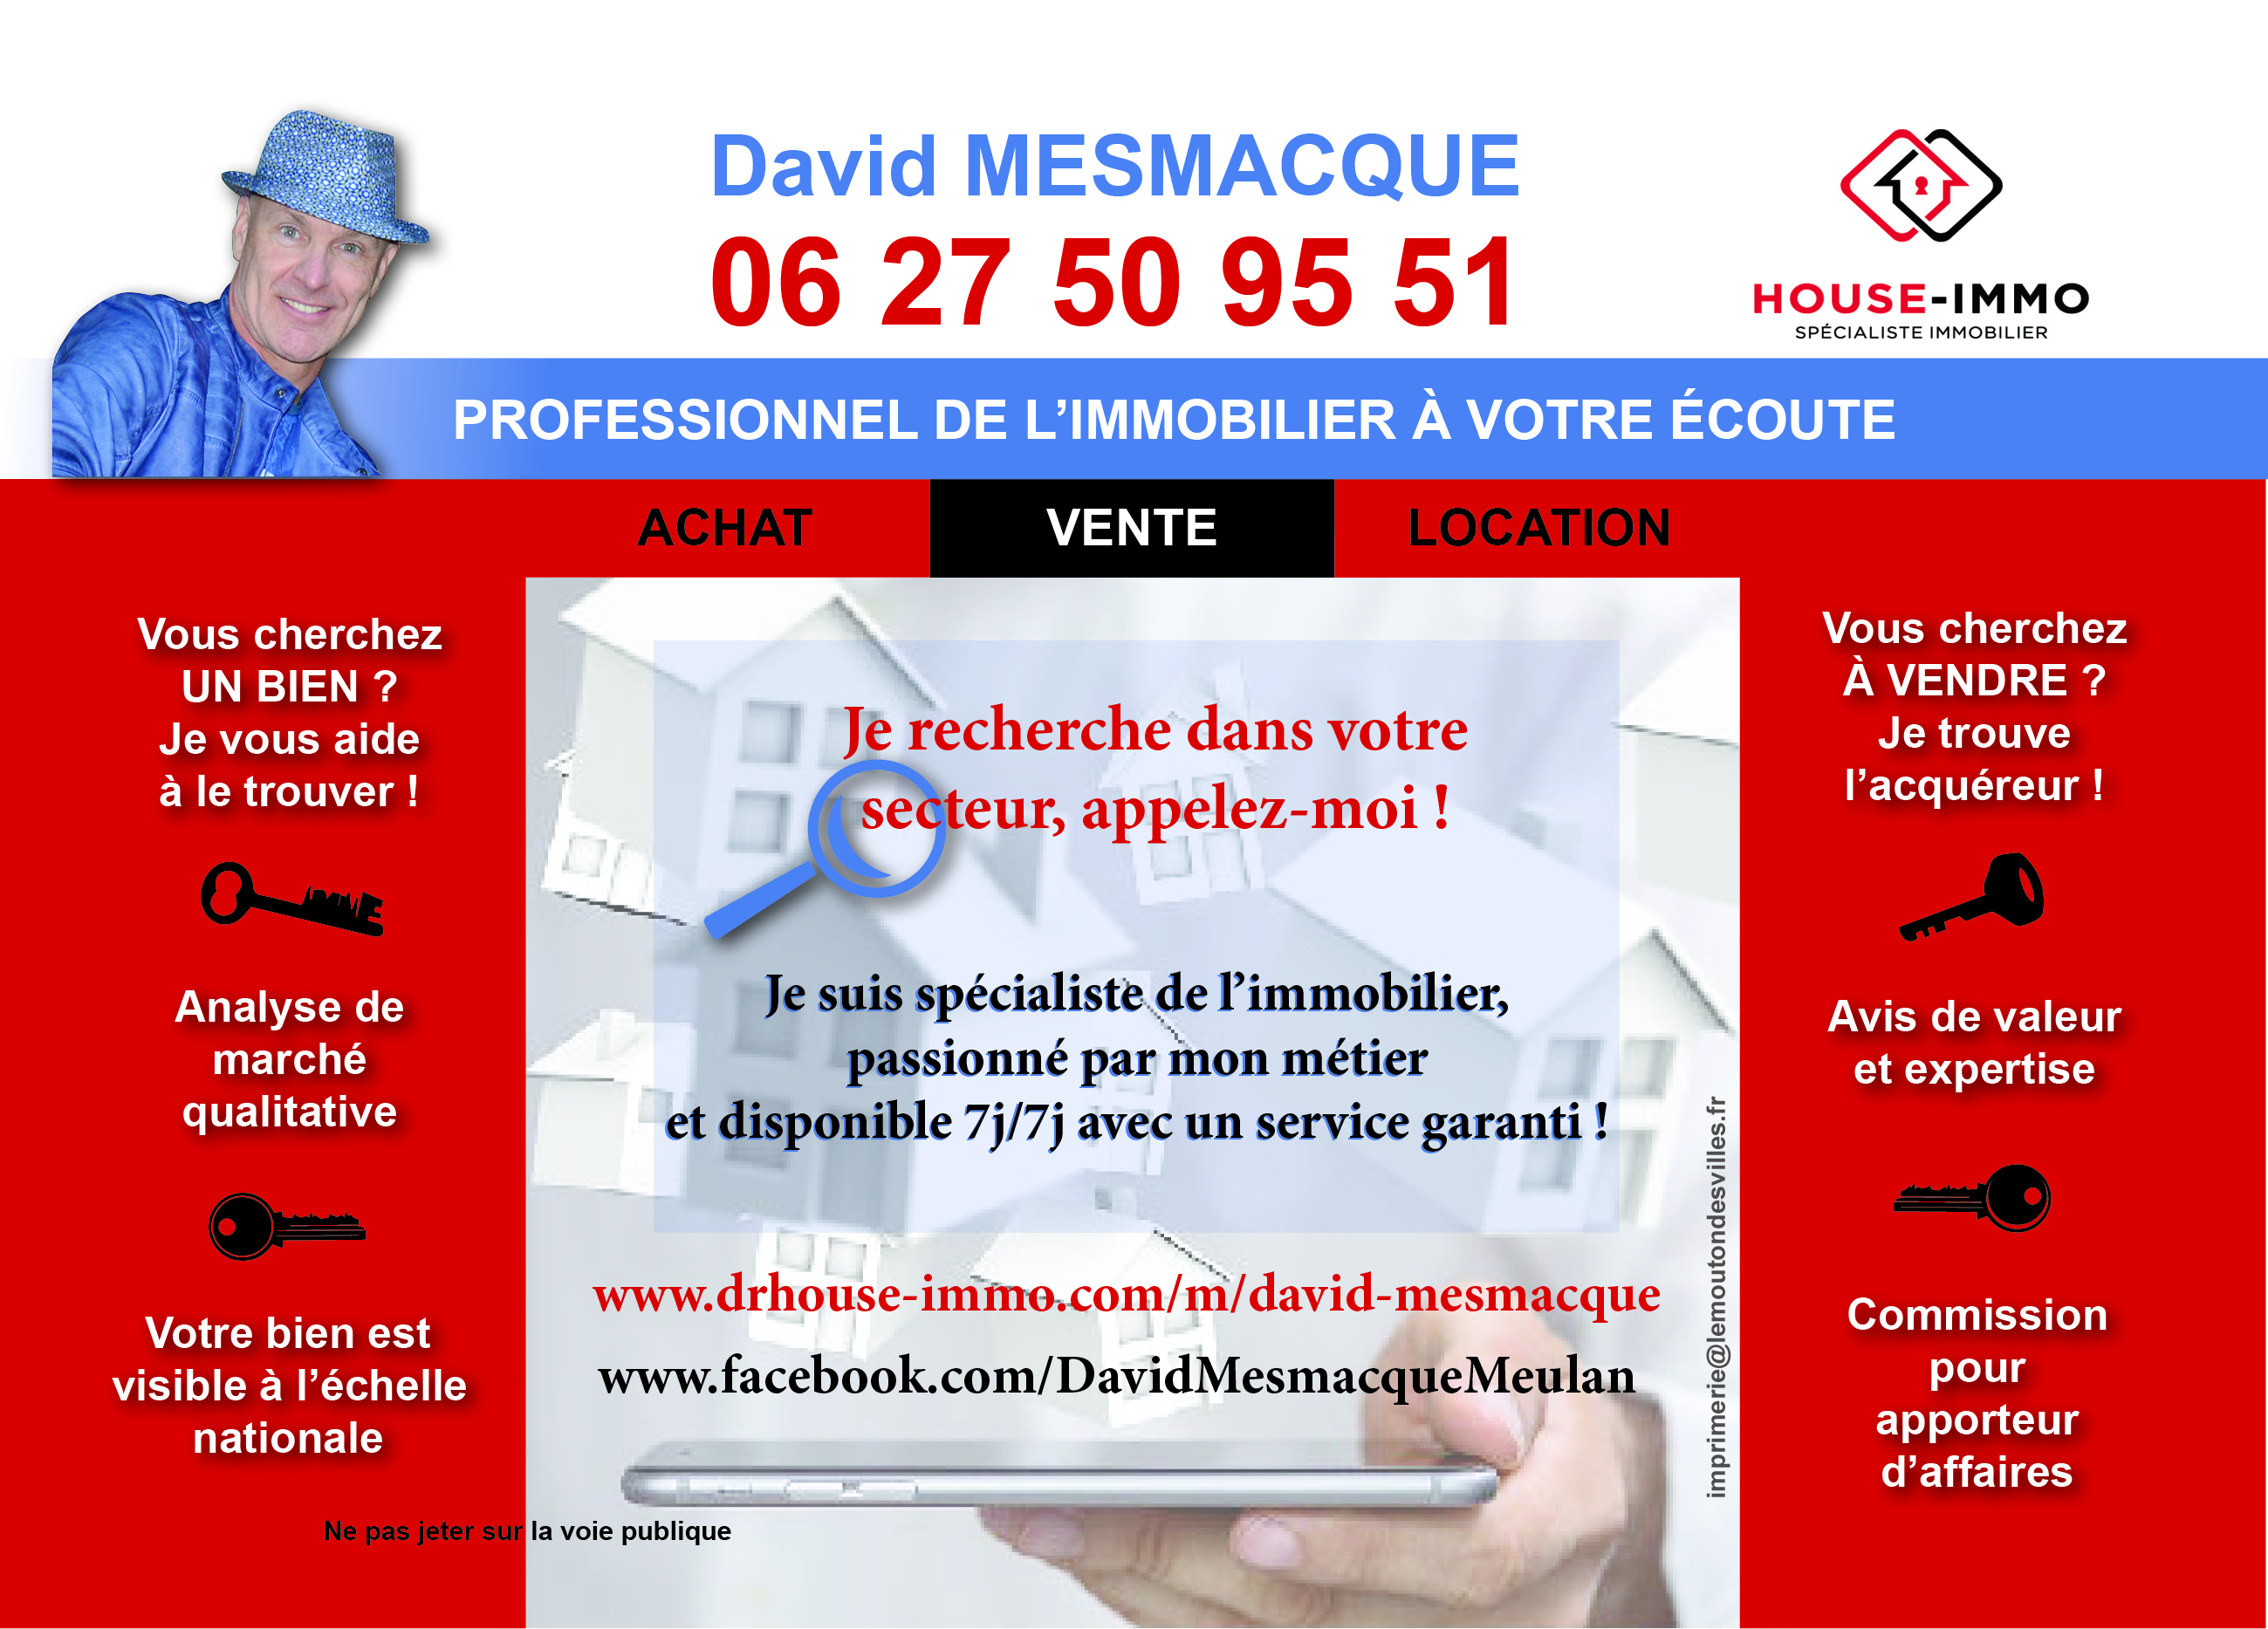 David MESMACQUE
06 27 50 95 51
HOUSE-IMMO
SPÉCIALISTE IMMOBILIER
PROFESSIONNEL DE L’IMMOBILIER À VOTRE ÉCOUTE
ACHAT
VENTE
LOCATION
Vous cherchez
UN BIEN ?
Je vous aide
à le trouver !
Analyse de
marché
qualitative
Votre bien est
visible à l’échelle
nationale
Je recherche dans votre
secteur, appelez-moi !
Je suis spécialiste de l’immobilier,
passionné par mon métier
et disponible 7j/7j avec un service garanti !
www.drhouse-immo.com/m/david-mesmacque
www.facebook.com/DavidMesmacqueMeulan
Vous cherchez
À VENDRE ?
Je trouve
l’acquéreur !
Avis de valeur
et expertise
Commission
pour
apporteur
d’affaires
imprimerie@lemoutondesvilles.fr
Ne pas jeter sur la voie publique